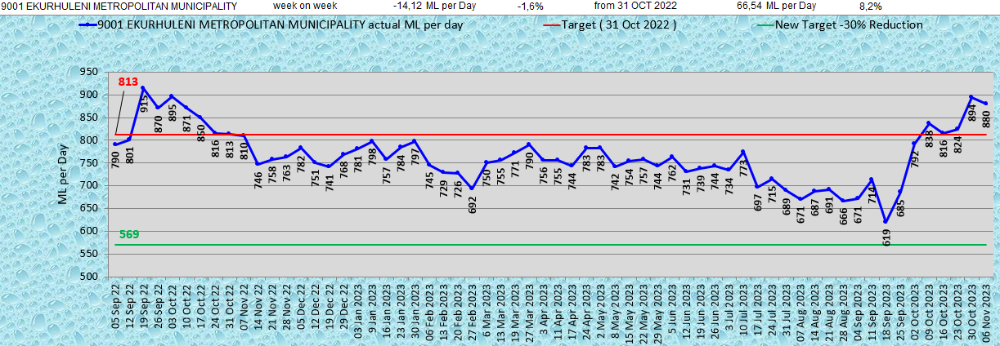 9001 EKURHULENI METROPOLITAN MUNICIPALITY week on week -14,12 ML per Day -1,6% from 31 OCT 2022 66,54 ML per Day 8,2%
9001 EKURHULENI METROPOLITAN MUNICIPALITY actual ML per day Target ( 31 Oct 2022 ) New Target -30% Reduction
ML per Day
950
900
850
800
750
700
650
600
550
500
813
569
790 801 915 870 895 871 850 816 813 810 746 758 763 782 751 741 768 781 798 757 784 797 745 729 726 692 750 755 771 790 756 755 744 783 783 742 754 757 744 762 731 739 744 734 773 697 715 689 671 687 691 666 671 714 619 685 792 838 816 824 894 880
05 Sep 22
12 Sep 22
19 Sep 22
26 Sep 22
03 Oct 22
10 Oct 22
17 Oct 22
24 Oct 22
31 Oct 22
07 Nov 22
14 Nov 22
21 Nov 22
28 Nov 22
05 Dec 22
12 Dec 22
19 Dec 22
29 Dec 22
03 Jan 2023
9 Jan 2023
16 Jan 2023
23 Jan 2023
30 Jan 2023
06 Feb 2023
13 Feb 2023
20 Feb 2023
27 Feb 2023
6 Mar 2023
13 Mar 2023
19 Mar 2023
27 Mar 2023
3 Apr 2023
11 Apr 2023
17 Apr 2023
24 Apr 2023
2 May 2023
8 May 2023
15 May 2023
22 May 2023
29 May 2023
5 Jun 2023
12 Jun 2023
19 Jun 2023
26 Jun 2023
3 Jul 2023
10 Jul 2023
17 Jul 2023
24 Jul 2023
31 Jul 2023
07 Aug 2023
14 Aug 2023
21 Aug 2023
28 Aug 2023
04 Sep 2023
11 Sep 2023
18 Sep 2023
25 Sep 2023
02 Oct 2023
09 Oct 2023
16 Oct 2023
23 Oct 2023
30 Oct 2023
06 Nov 2023